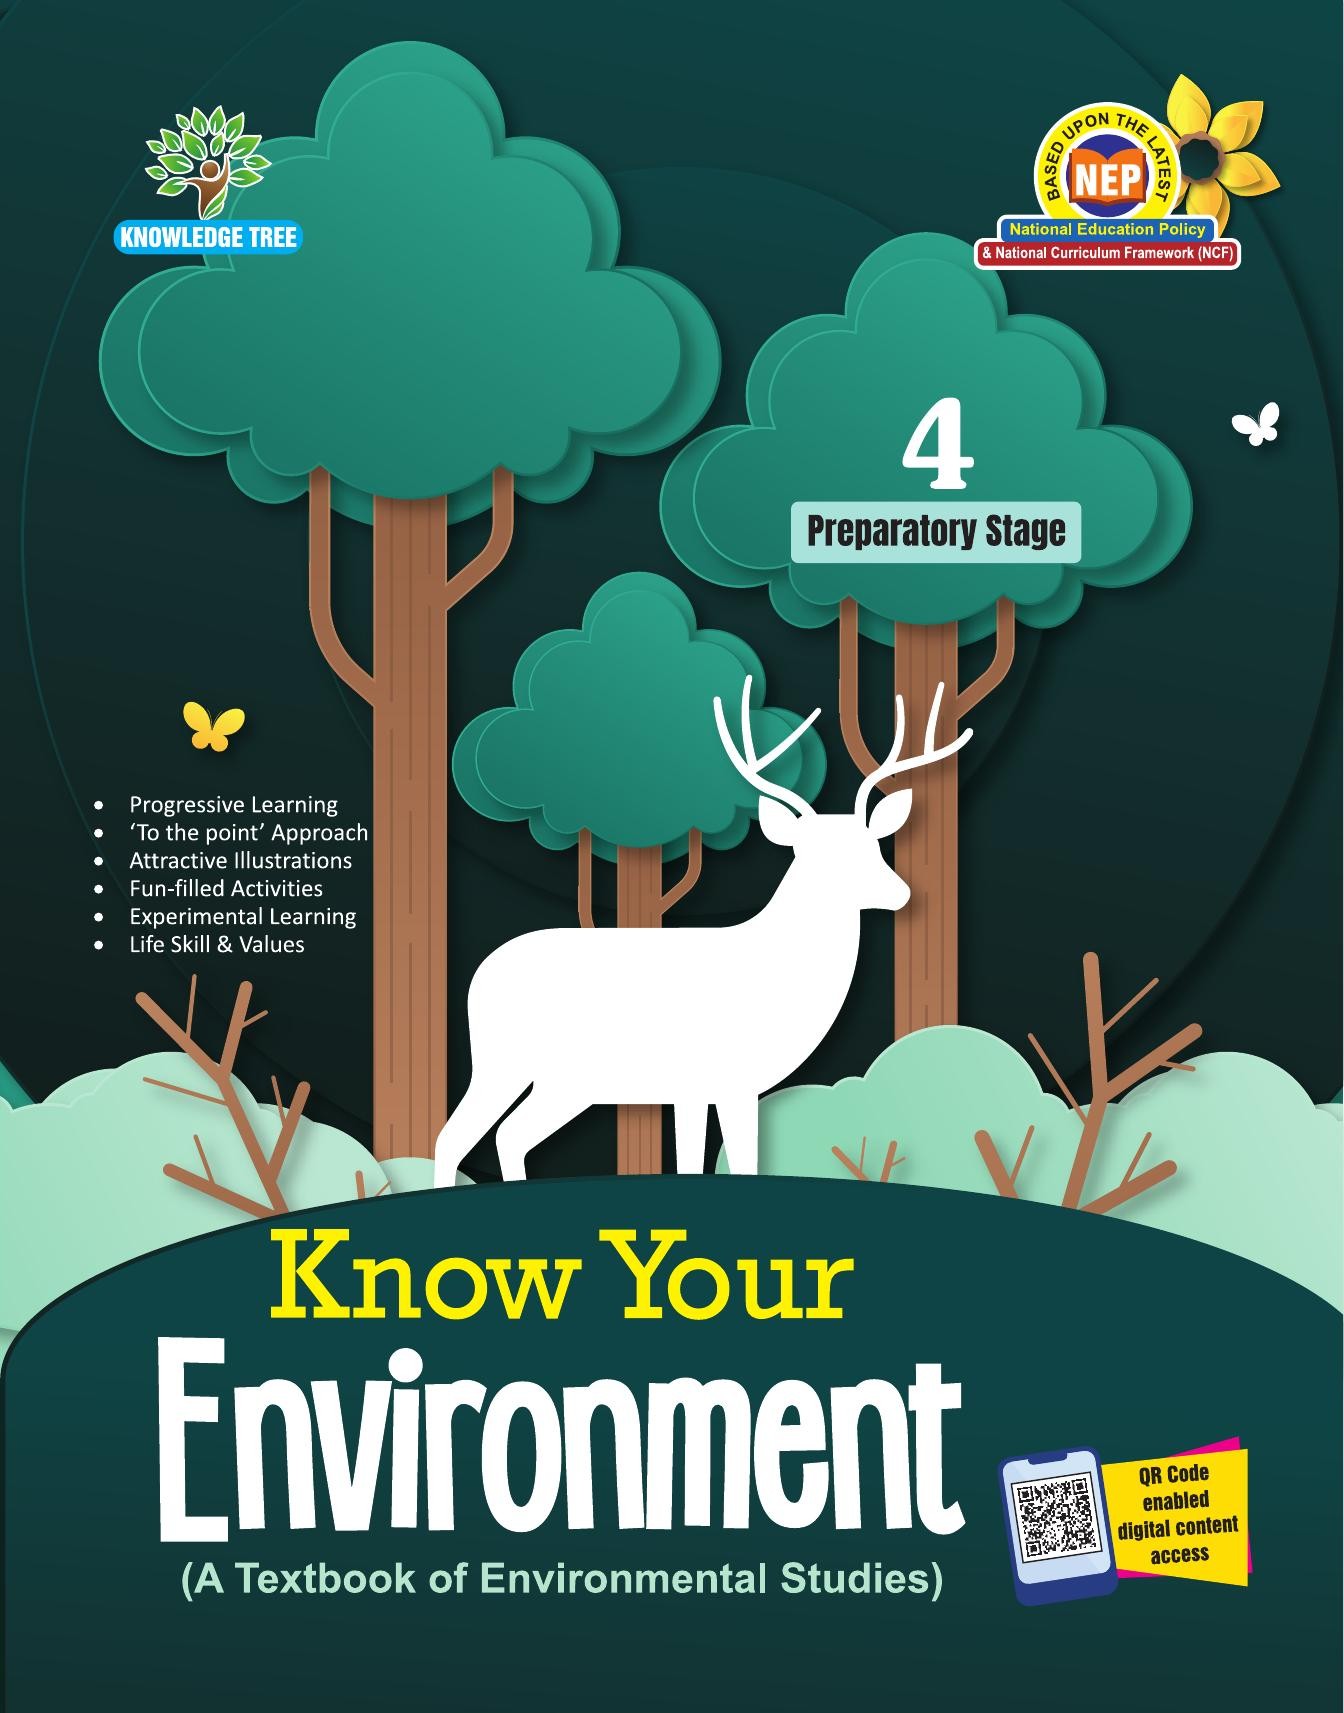 KNOWLEDGE TREE
BASED UPON THE LATEST
NEP
National Education Policy
& National Curriculum Framework (NCF)
4
Preparatory Stage
• Progressive Learning
• ‘To the point’ Approach
• Attractive Illustrations
• Fun-filled Activities
• Experimental Learning
• Life Skill & Values
Know Your
Environment
(A Textbook of Environmental Studies)
QR Code
enabled
digital content
access